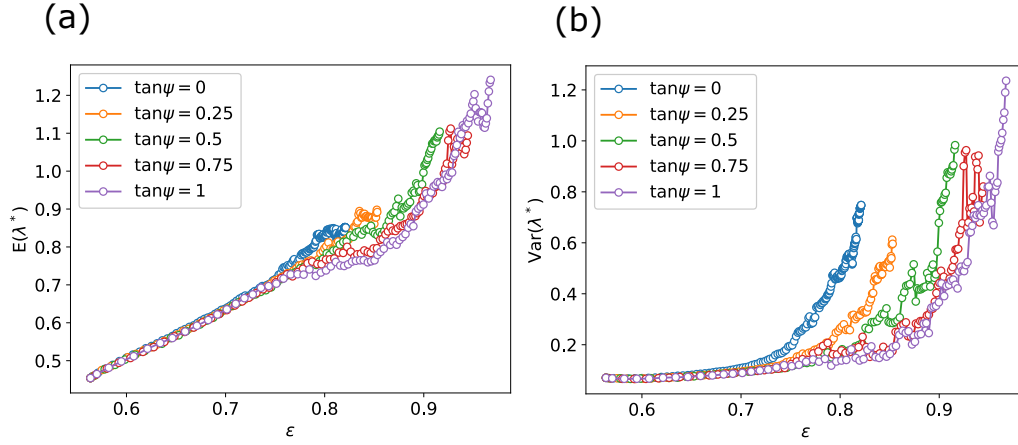 (a)
(b)
E(λ*)
1.2
1.1
1.0
0.9
0.8
0.7
0.6
0.5
tanψ = 0
tanψ = 0.25
tanψ = 0.5
tanψ = 0.75
tanψ = 1
0.6 0.7 0.8 0.9
ε
Var(λ*)
1.2
1.0
0.8
0.6
0.4
0.2
tanψ = 0
tanψ = 0.25
tanψ = 0.5
tanψ = 0.75
tanψ = 1
0.6 0.7 0.8 0.9
ε